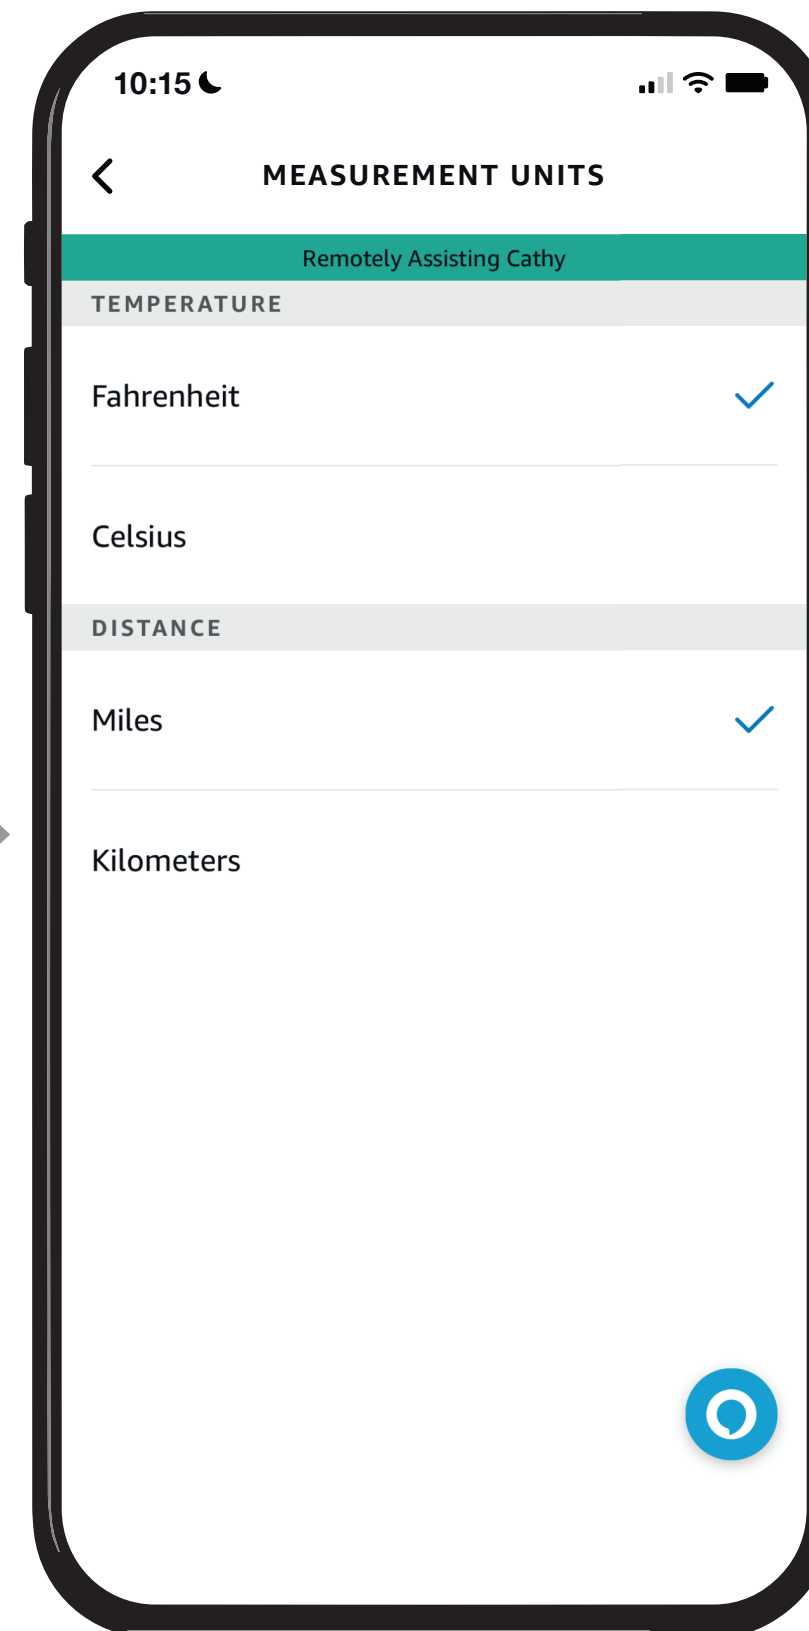 10:15
MEASUREMENT UNITS
Remotely Assisting Cathy
TEMPERATURE
Fahrenheit
Celsius
DISTANCE
Miles
Kilometers